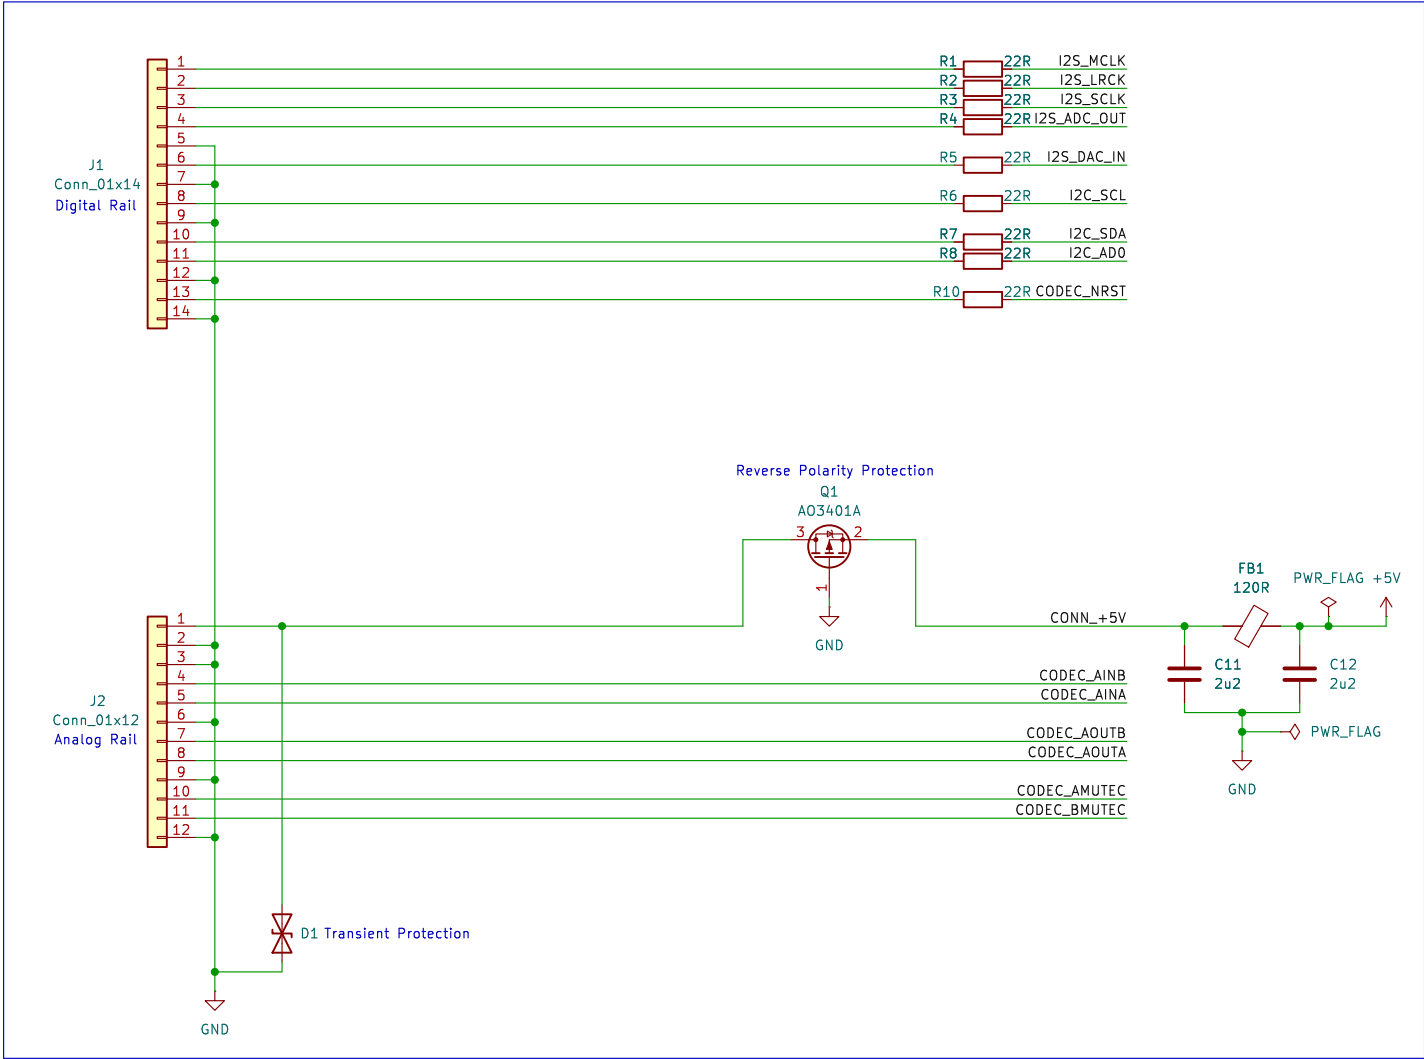 1 R1 22R I2S_MCLK
2 R2 22R I2S_LRCK
3 R3 22R I2S_SCLK
4 R4 22R I2S_ADC_OUT
5
J1 6 R5 22R I2S_DAC_IN
Conn_01x14 7
Digital Rail 8 R6 22R I2C_SCL
9
10 R7 22R I2C_SDA
11 R8 22R I2C_AD0
12
13 R10 22R CODEC_NRST
14
Reverse Polarity Protection
Q1
AO3401A
3 2
1
GND
FB1
120R
PWR_FLAG +5V
1 CONN_+5V
2
3
4 CODEC_AINB
5 CODEC_AINA
C11
2u2
C12
2u2
J2
Conn_01x12
Analog Rail
6
7 CODEC_AOUTB
8 CODEC_AOUTA
9
10 CODEC_AMUTEC
11 CODEC_BMUTEC
12
PWR_FLAG
GND
D1 Transient Protection
GND